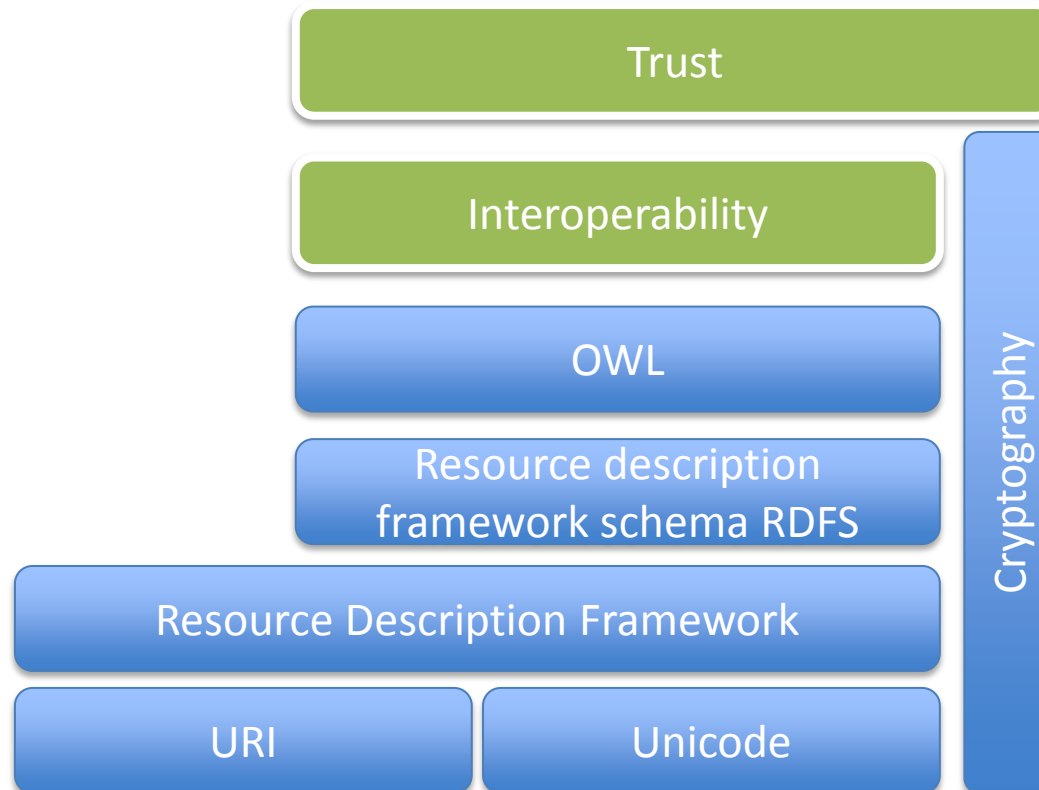 Trust
Interoperability
OWL
Resource description
framework schema RDFS
Resource Description Framework
URI
Unicode
Cryptography